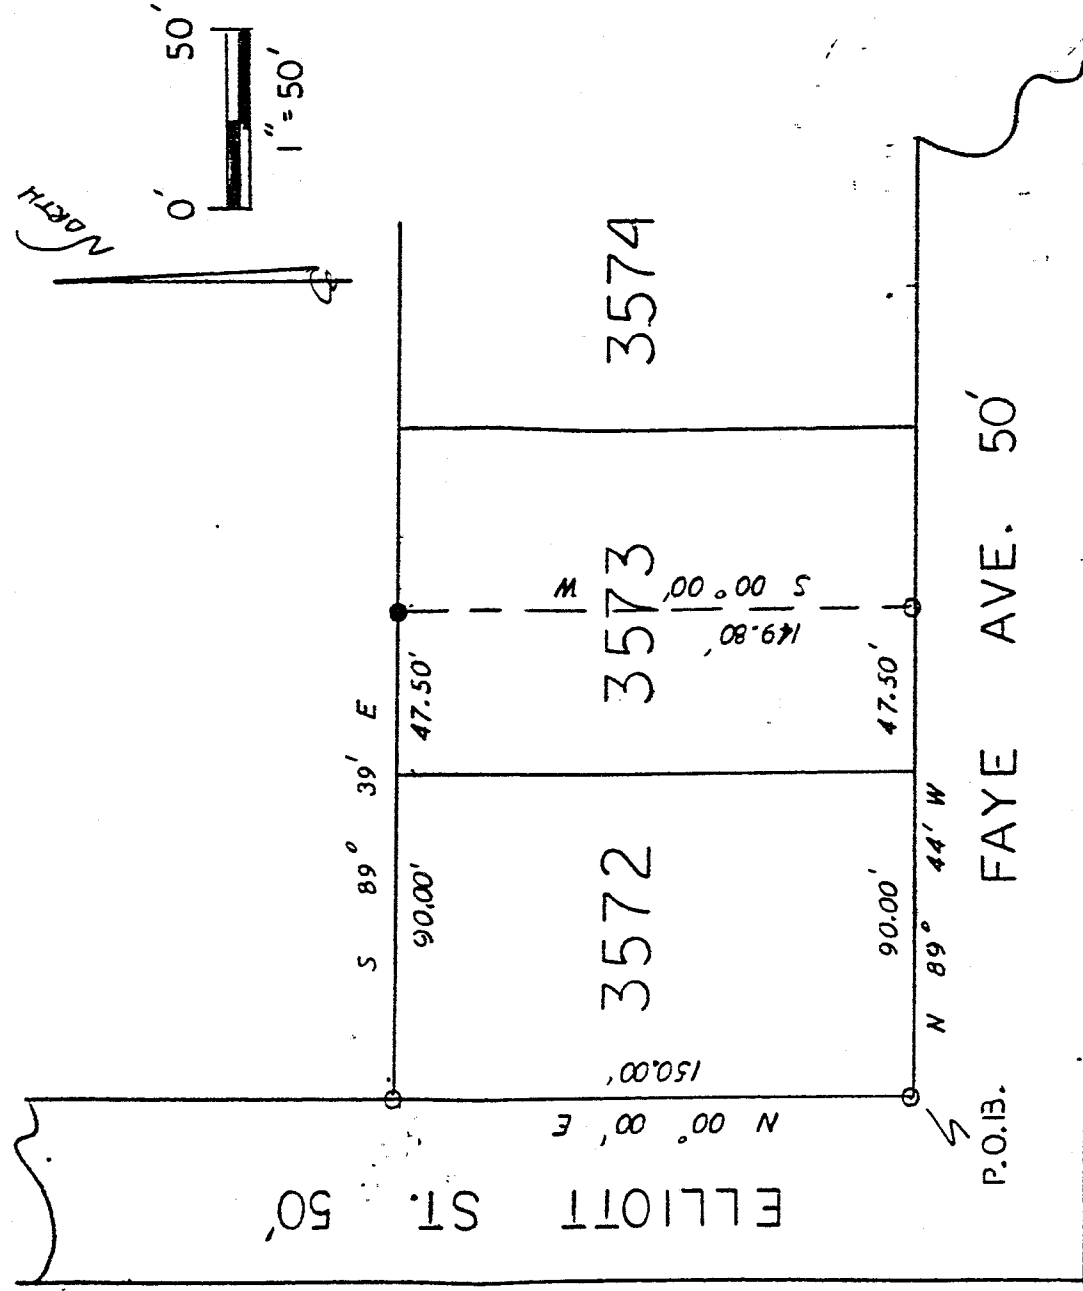 NORTH
0' 50'
1" = 50'
S 89° 39' E
90.00' 47.50'
N 00° 00' E
150.00'
3572
3573
3574
S 00° 00' W
149.80'
90.00' 47.50'
N 89° 44' W
P.O.B.
ELLIOTT ST. 50'
FAYE AVE. 50'